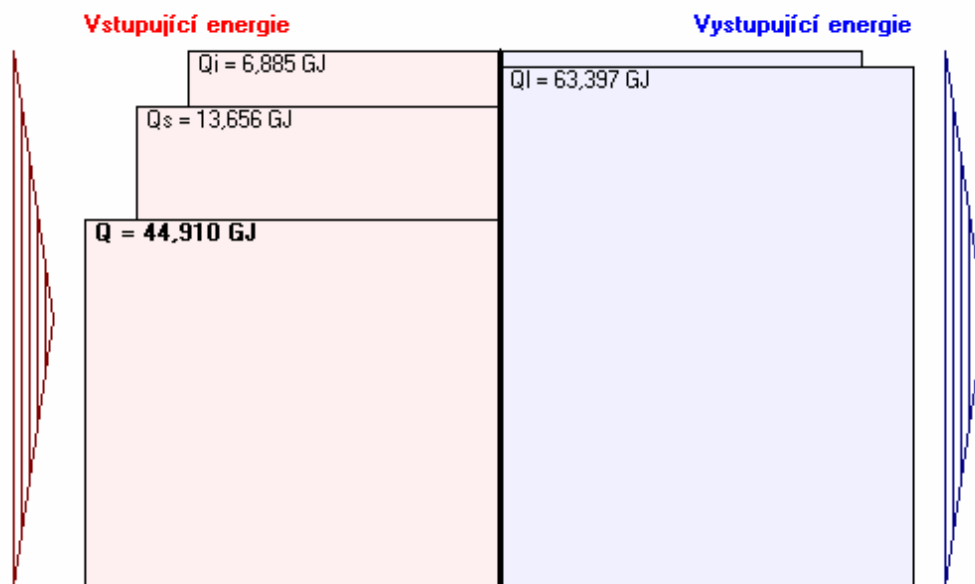 Vstupující energie
Vystupující energie
Qi = 6,885 GJ
Ql = 63,397 GJ
Qs = 13,656 GJ
Q = 44,910 GJ